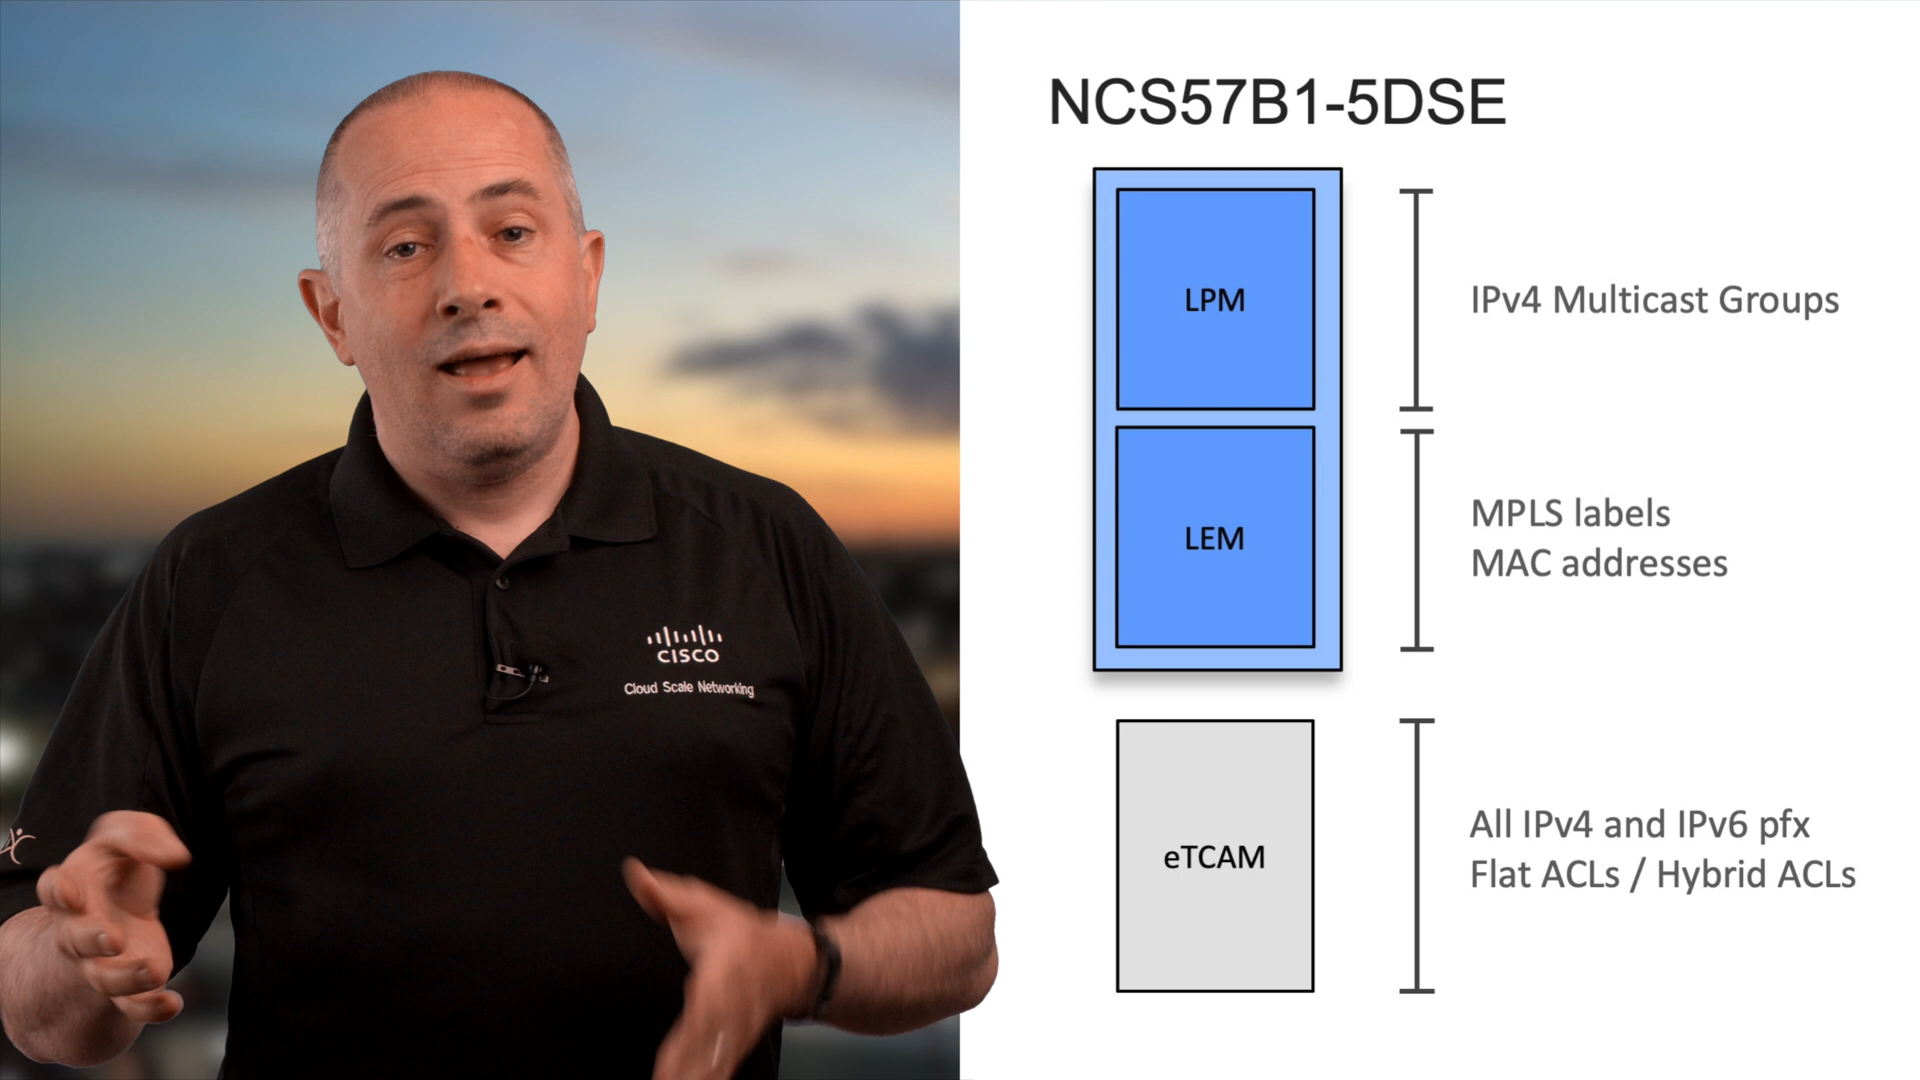 NCS57B1-5DSE
LPM
IPv4 Multicast Groups
LEM
MPLS labels
MAC addresses
eTCAM
All IPv4 and IPv6 pfx
Flat ACLs / Hybrid ACLs
CISCO
Cloud Scale Networking